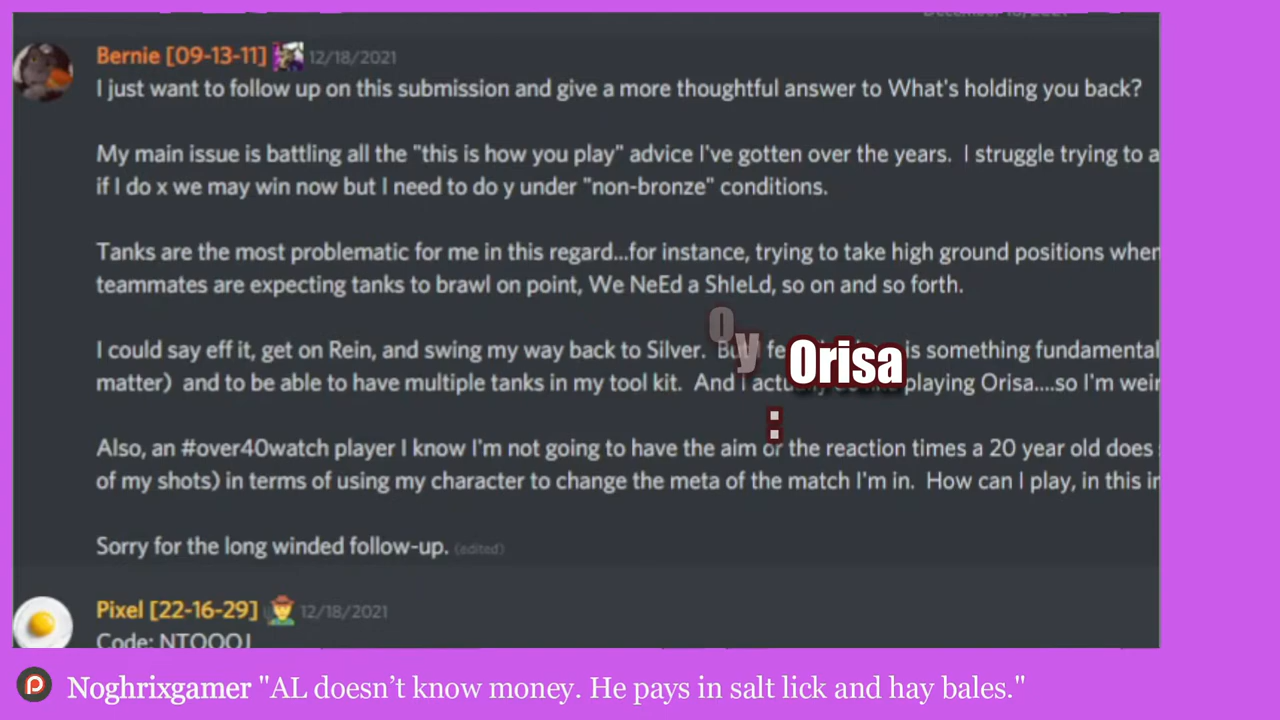 Bernie [09-13-11] 12/18/2021
I just want to follow up on this submission and give a more thoughtful answer to What's holding you back?
My main issue is battling all the "this is how you play" advice I've gotten over the years. I struggle trying to a
if I do x we may win now but I need to do y under "non-bronze" conditions.
Tanks are the most problematic for me in this regard...for instance, trying to take high ground positions when
teammates are expecting tanks to brawl on point, We NeEd a ShIeLd, so on and so forth.
I could say eff it, get on Rein, and swing my way back to Silver. But I is something fundamental
matter) and to be able to have multiple tanks in my tool kit. And I playing Orisa....so I'm weir
o
y
Orisa
:
Also, an #over40watch player I know I'm not going to have the aim or the reaction times a 20 year old does
of my shots) in terms of using my character to change the meta of the match I'm in. How can I play, in this in
Sorry for the long winded follow-up. (edited)
Pixel [22-16-29] 12/18/2021
Code: NTOOOJ
Noghrixgamer "AL doesn't know money. He pays in salt lick and hay bales."